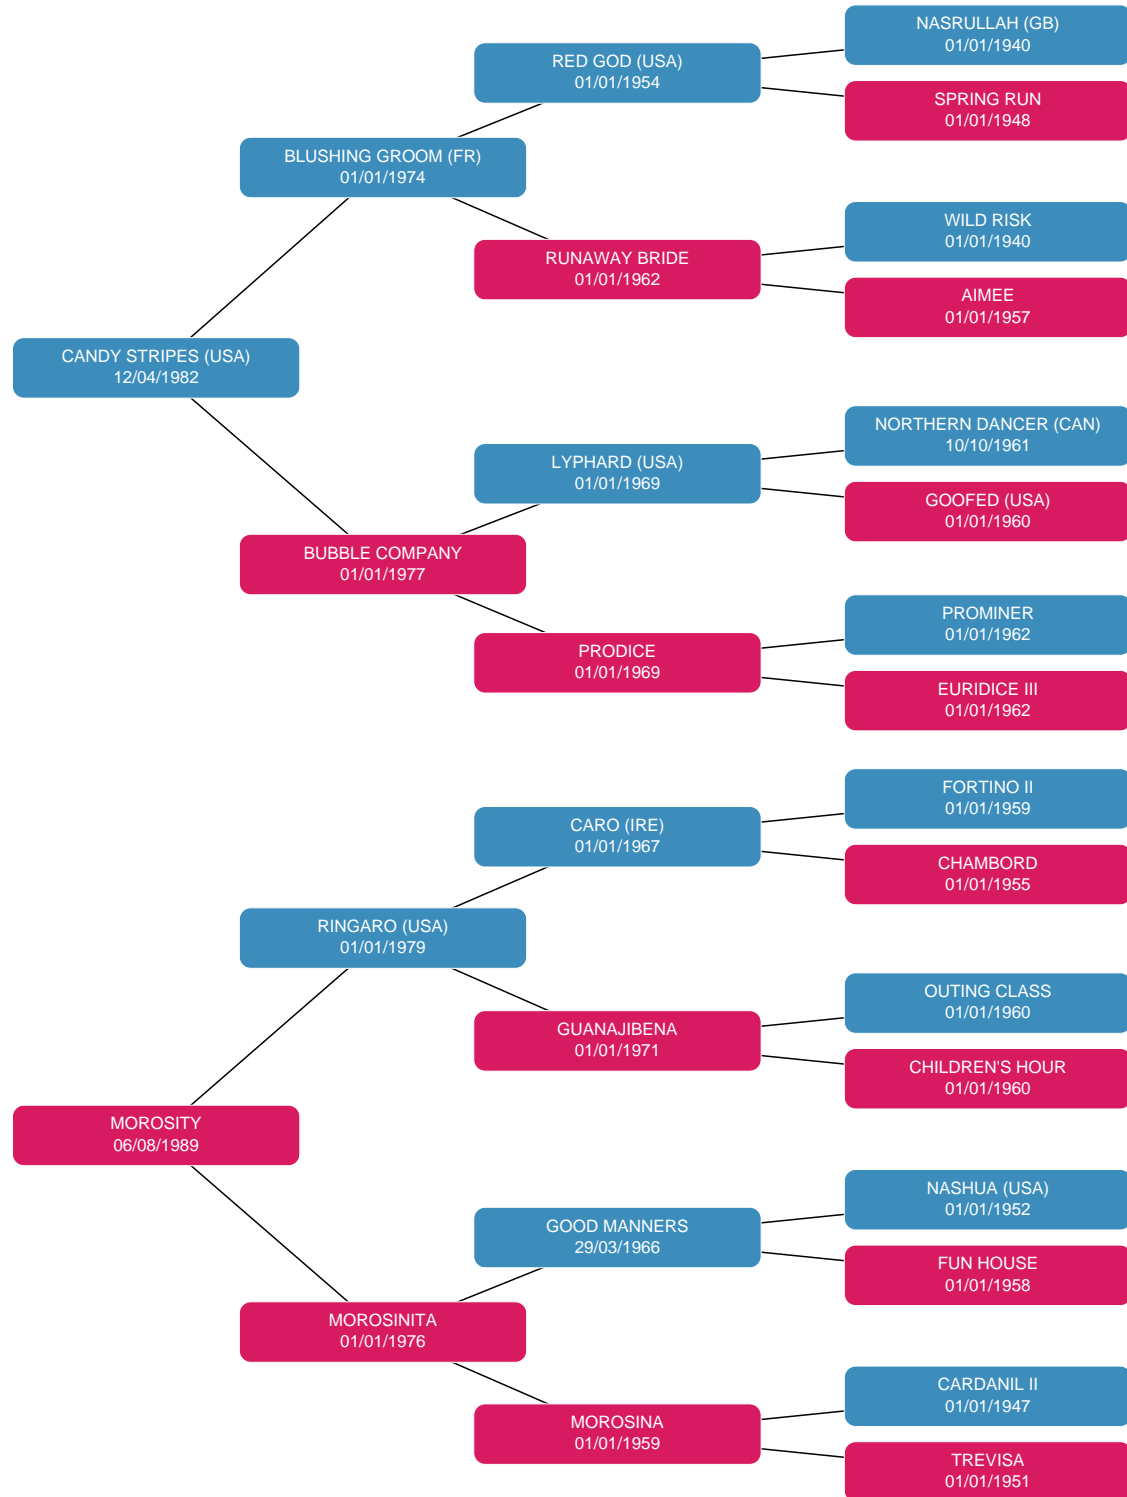 NASRULLAH (GB)
01/01/1940
RED GOD (USA)
01/01/1954
SPRING RUN
01/01/1948
BLUSHING GROOM (FR)
01/01/1974
WILD RISK
01/01/1940
RUNAWAY BRIDE
01/01/1962
AIMEE
01/01/1957
CANDY STRIPES (USA)
12/04/1982
NORTHERN DANCER (CAN)
10/10/1961
LYPHARD (USA)
01/01/1969
GOOFED (USA)
01/01/1960
BUBBLE COMPANY
01/01/1977
PROMINER
01/01/1962
PRODICE
01/01/1969
EURIDICE III
01/01/1962
FORTINO II
01/01/1959
CARO (IRE)
01/01/1967
CHAMBORD
01/01/1955
RINGARO (USA)
01/01/1979
OUTING CLASS
01/01/1960
GUANAJIBENA
01/01/1971
CHILDREN'S HOUR
01/01/1960
MOROSITY
06/08/1989
NASHUA (USA)
01/01/1952
GOOD MANNERS
29/03/1966
FUN HOUSE
01/01/1958
MOROSINITA
01/01/1976
CARDANIL II
01/01/1947
MOROSINA
01/01/1959
TREVISA
01/01/1951